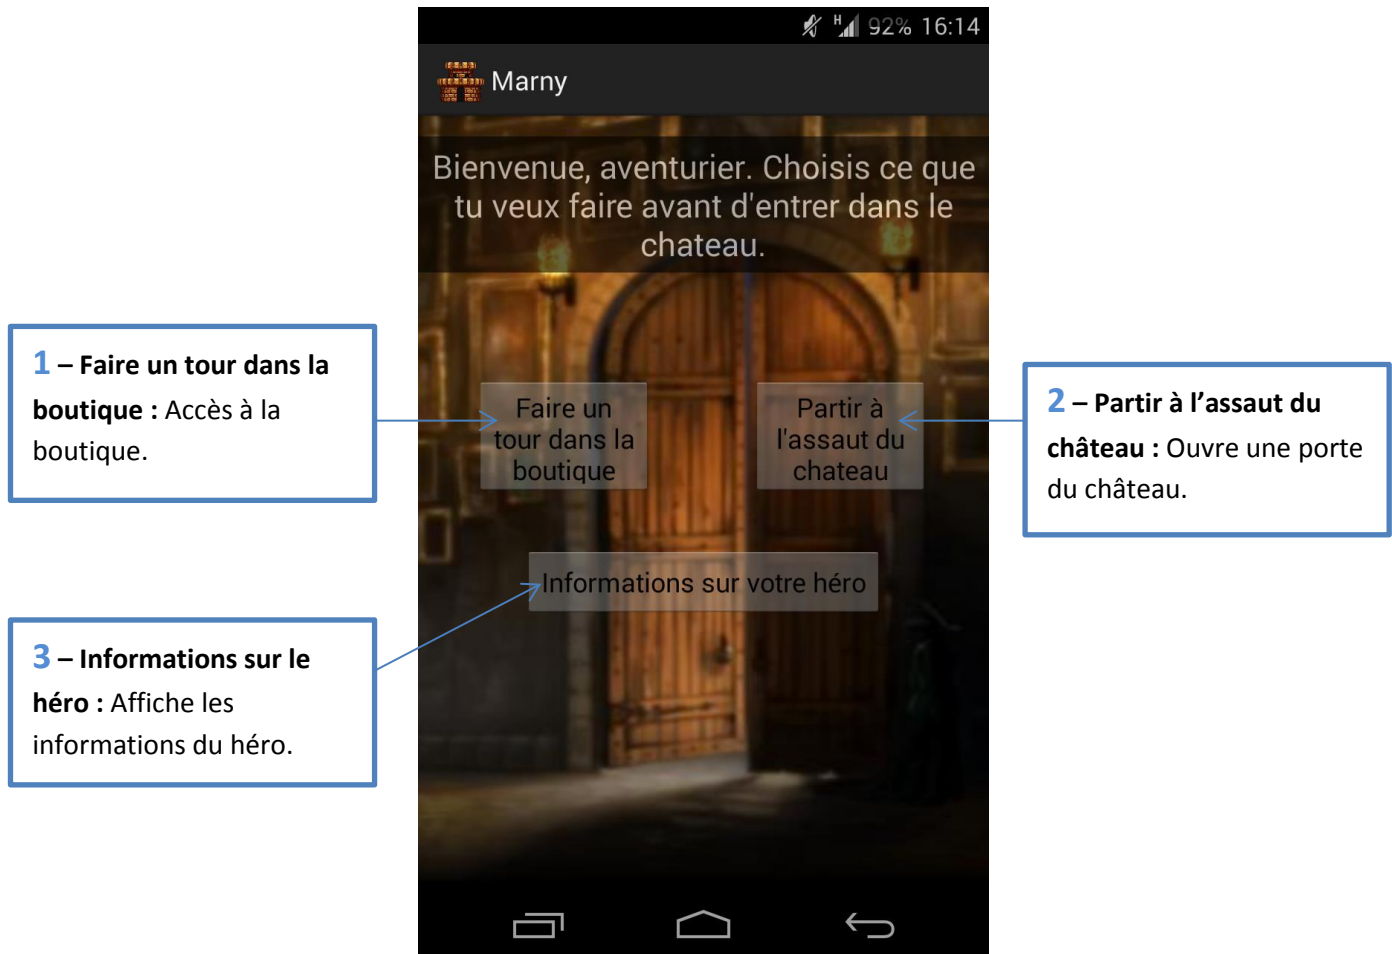 H 92% 16:14
Marny
Bienvenue, aventurier. Choisis ce que
tu veux faire avant d'entrer dans le
chateau.
1 – Faire un tour dans la
boutique : Accès à la
boutique.
Faire un
tour dans la
boutique
Partir à
l'assaut du
chateau
2 – Partir à l’assaut du
château : Ouvre une porte
du château.
Informations sur votre héro
3 – Informations sur le
héro : Affiche les
informations du héro.